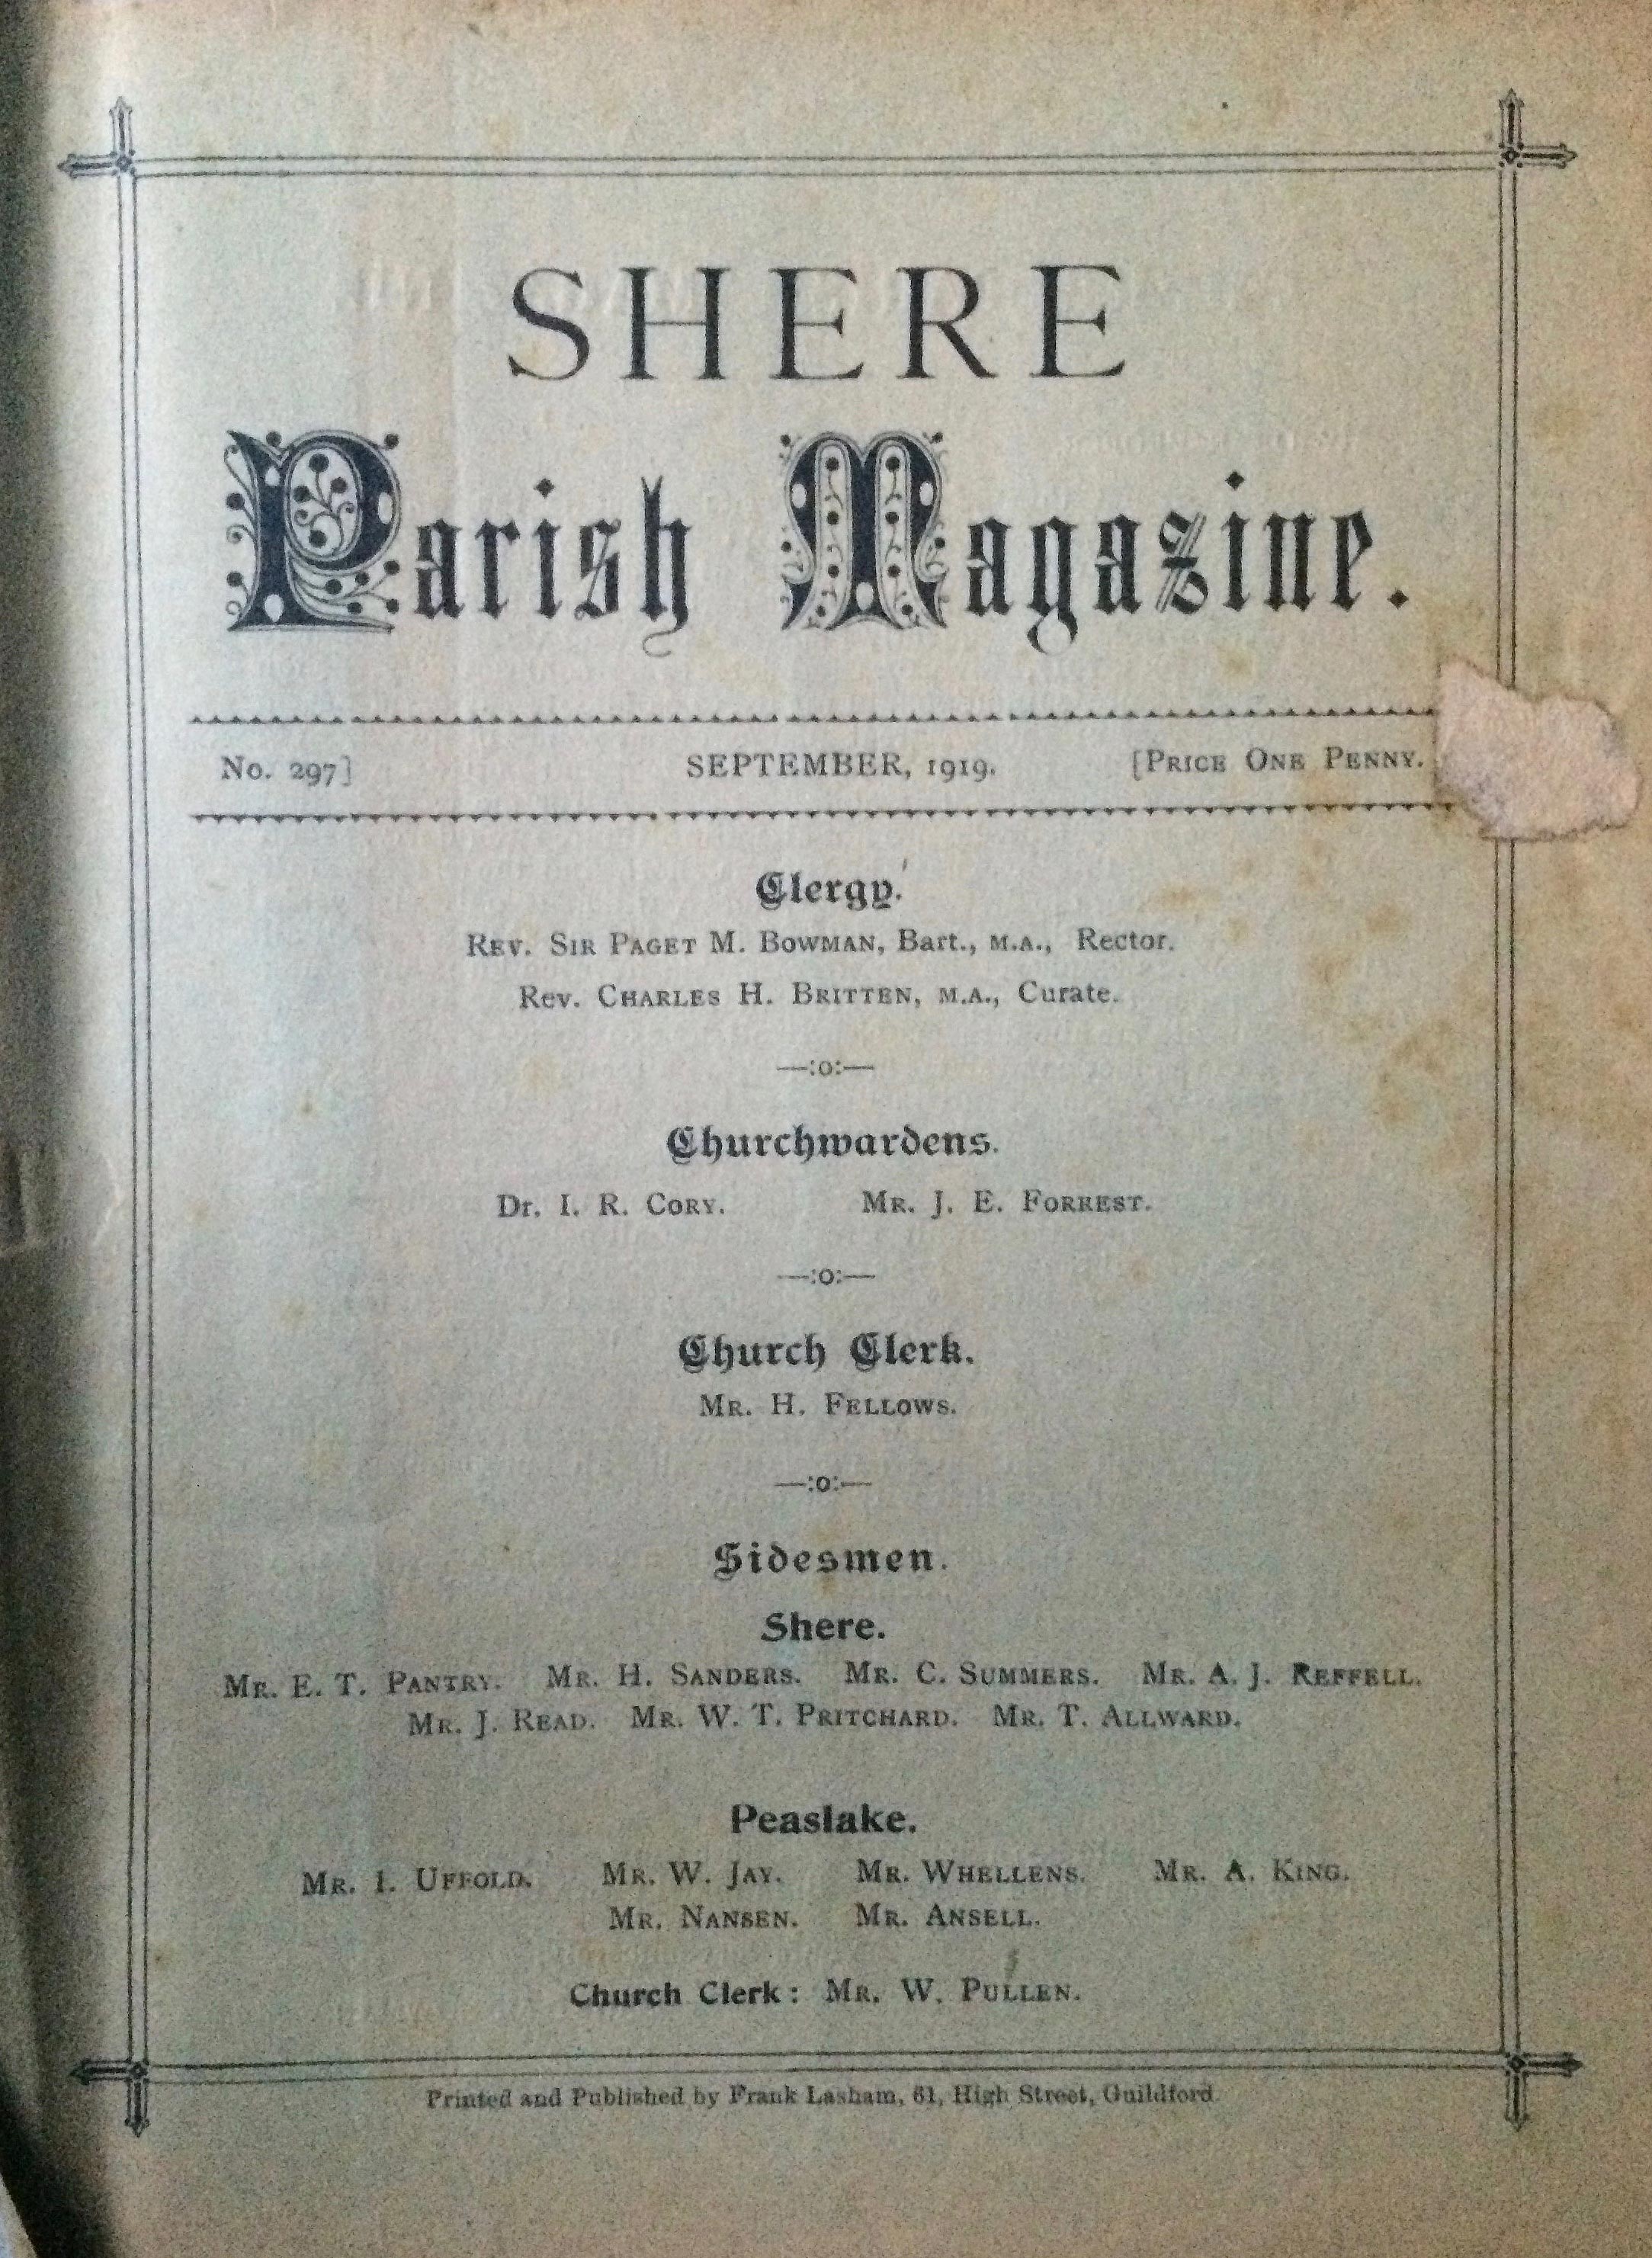 SHERE
Parish Magazine.
No. 297] SEPTEMBER, 1919. [PRICE ONE PENNY.
Clergy.
REV. SIR PAGET M. BOWMAN, Bart., M.A., Rector.
Rev. CHARLES H. BRITTEN, M.A., Curate.
—:o:—
Churchwardens.
Dr. I. R. CORY. MR. J. E. FORREST.
—:o:—
Church Clerk.
MR. H. FELLOWS.
—:o:—
Sidesmen.
Shere.
MR. E. T. PANTRY. MR. H. SANDERS. MR. C. SUMMERS. MR. A. J. REFFELL.
MR. J. READ. MR. W. T. PRITCHARD. MR. T. ALLWARD.
Peaslake.
MR. I. UFFOLD. MR. W. JAY. MR. WHELLENS. MR. A. KING.
MR. NANSEN. MR. ANSELL.
Church Clerk: MR. W. PULLEN.
Printed and Published by Frank Lasham, 61, High Street, Guildford.